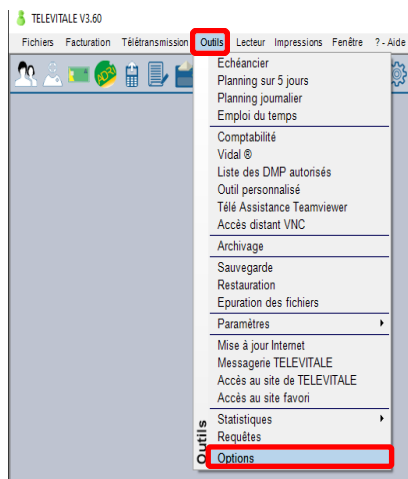 TELEVITALE V3.60
Fichiers Facturation Télétransmission Outils Lecteur Impressions Fenêtre ? - Aide
ADRI
Echéancier
Planning sur 5 jours
Planning journalier
Emploi du temps
Comptabilité
Vidal ®
Liste des DMP autorisés
Outil personnalisé
Télé Assistance Teamviewer
Accès distant VNC
Archivage
Sauvegarde
Restauration
Epuration des fichiers
Paramètres
Mise à jour Internet
Messagerie TELEVITALE
Accès au site de TELEVITALE
Accès au site favori
Statistiques
Requêtes
Options
Outils